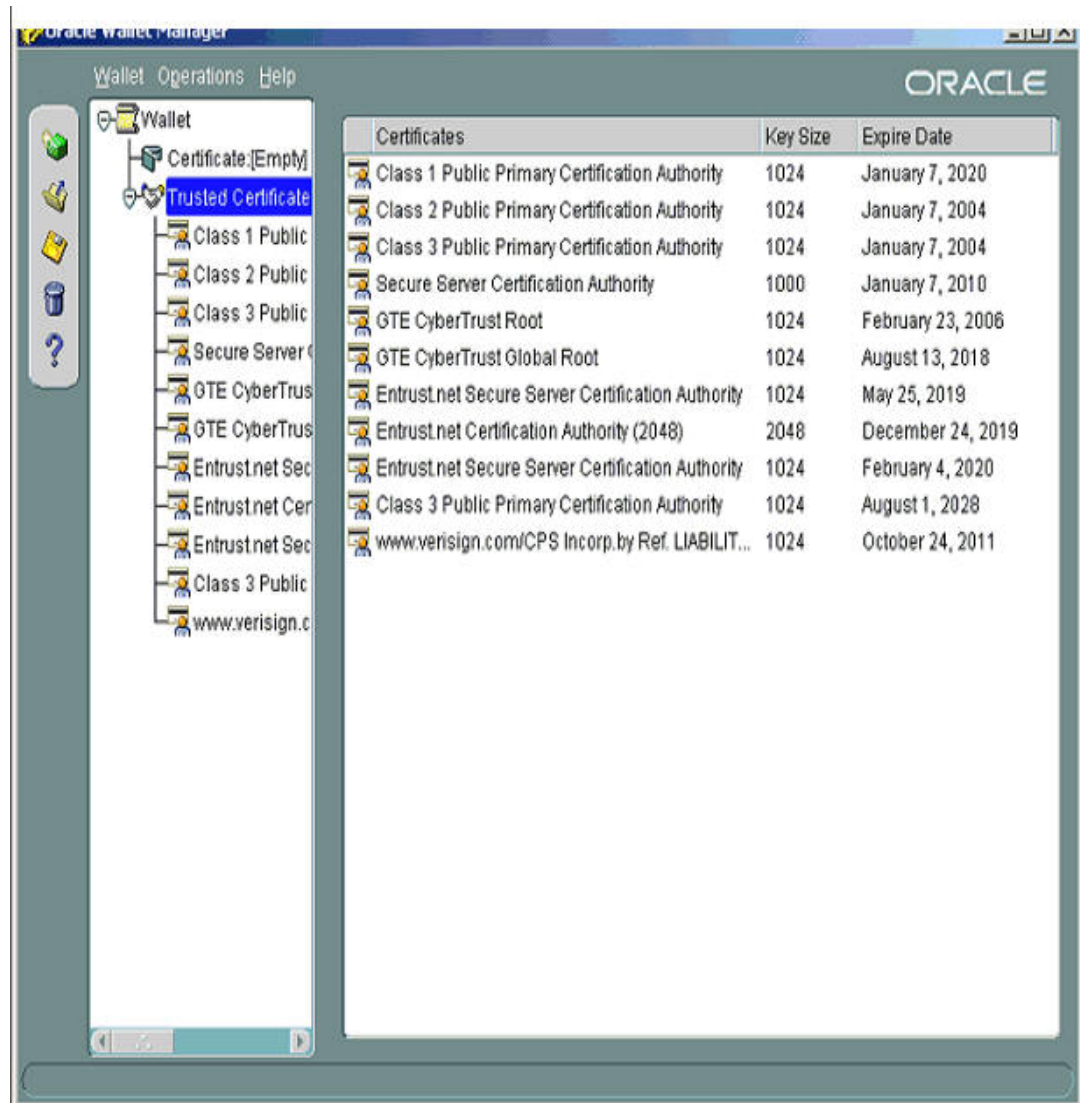 Oracle Wallet Manager
Wallet Operations Help
ORACLE
Wallet
Certificate:[Empty]
Trusted Certificate
Class 1 Public
Class 2 Public
Class 3 Public
Secure Server
GTE CyberTrus
GTE CyberTrus
Entrust.net Sec
Entrust.net Cer
Entrust.net Sec
Class 3 Public
www.verisign.c
Certificates Key Size Expire Date
Class 1 Public Primary Certification Authority 1024 January 7, 2020
Class 2 Public Primary Certification Authority 1024 January 7, 2004
Class 3 Public Primary Certification Authority 1024 January 7, 2004
Secure Server Certification Authority 1000 January 7, 2010
GTE CyberTrust Root 1024 February 23, 2006
GTE CyberTrust Global Root 1024 August 13, 2018
Entrust.net Secure Server Certification Authority 1024 May 25, 2019
Entrust.net Certification Authority (2048) 2048 December 24, 2019
Entrust.net Secure Server Certification Authority 1024 February 4, 2020
Class 3 Public Primary Certification Authority 1024 August 1, 2028
www.verisign.com/CPS Incorp.by Ref. LIABILIT... 1024 October 24, 2011